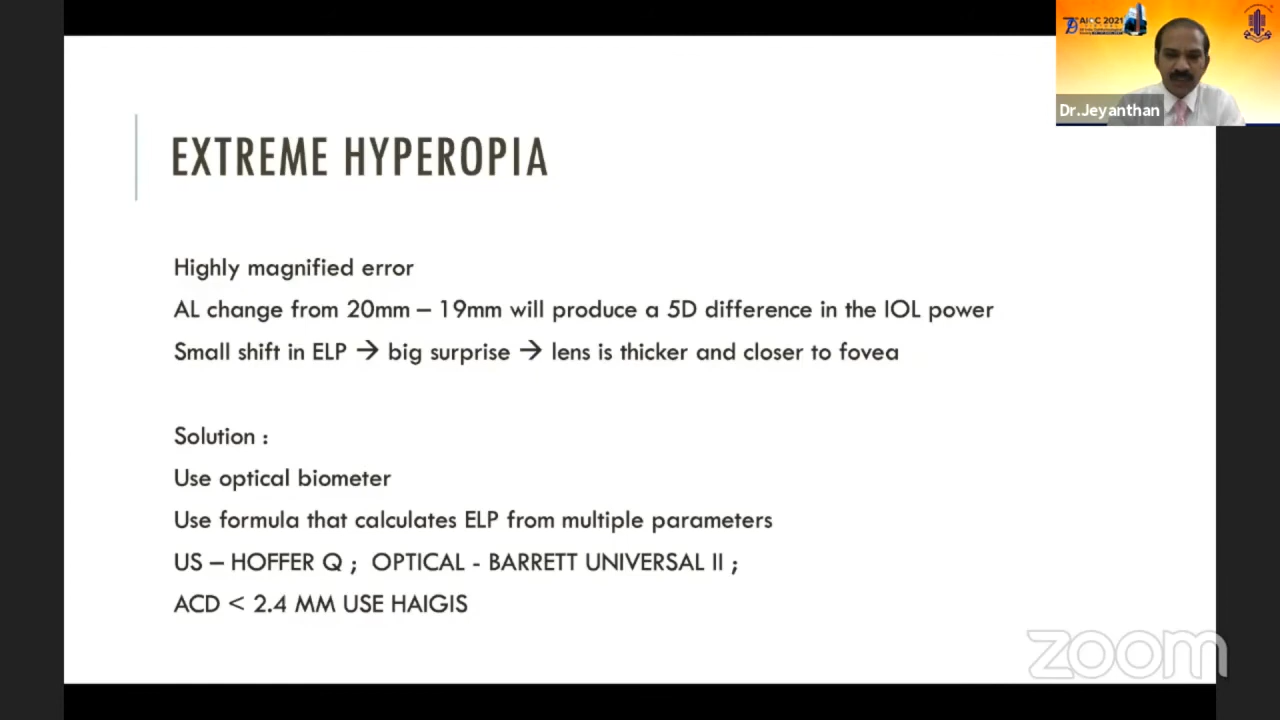 AIOC 2021
Dr.Jeyanthan
EXTREME HYPEROPIA
Highly magnified error
AL change from 20mm – 19mm will produce a 5D difference in the IOL power
Small shift in ELP → big surprise → lens is thicker and closer to fovea
Solution :
Use optical biometer
Use formula that calculates ELP from multiple parameters
US – HOFFER Q ;  OPTICAL - BARRETT UNIVERSAL II ;
ACD < 2.4 MM USE HAIGIS
zoom